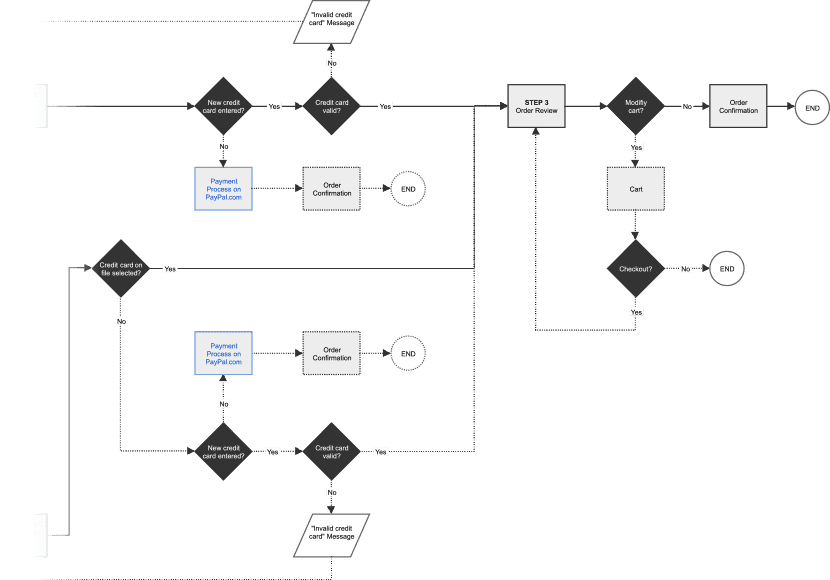 "Invalid credit
card" Message
No
New credit
card entered?
Yes
Credit card
valid?
Yes
STEP 3
Order Review
Modifiy
cart?
No
Order
Confirmation
END
No
Yes
Payment
Process on
PayPal.com
Order
Confirmation
END
Cart
Credit card on
file selected?
Yes
Checkout?
No
END
No
Yes
Payment
Process on
PayPal.com
Order
Confirmation
END
No
New credit
card entered?
Yes
Credit card
valid?
Yes
No
"Invalid credit
card" Message